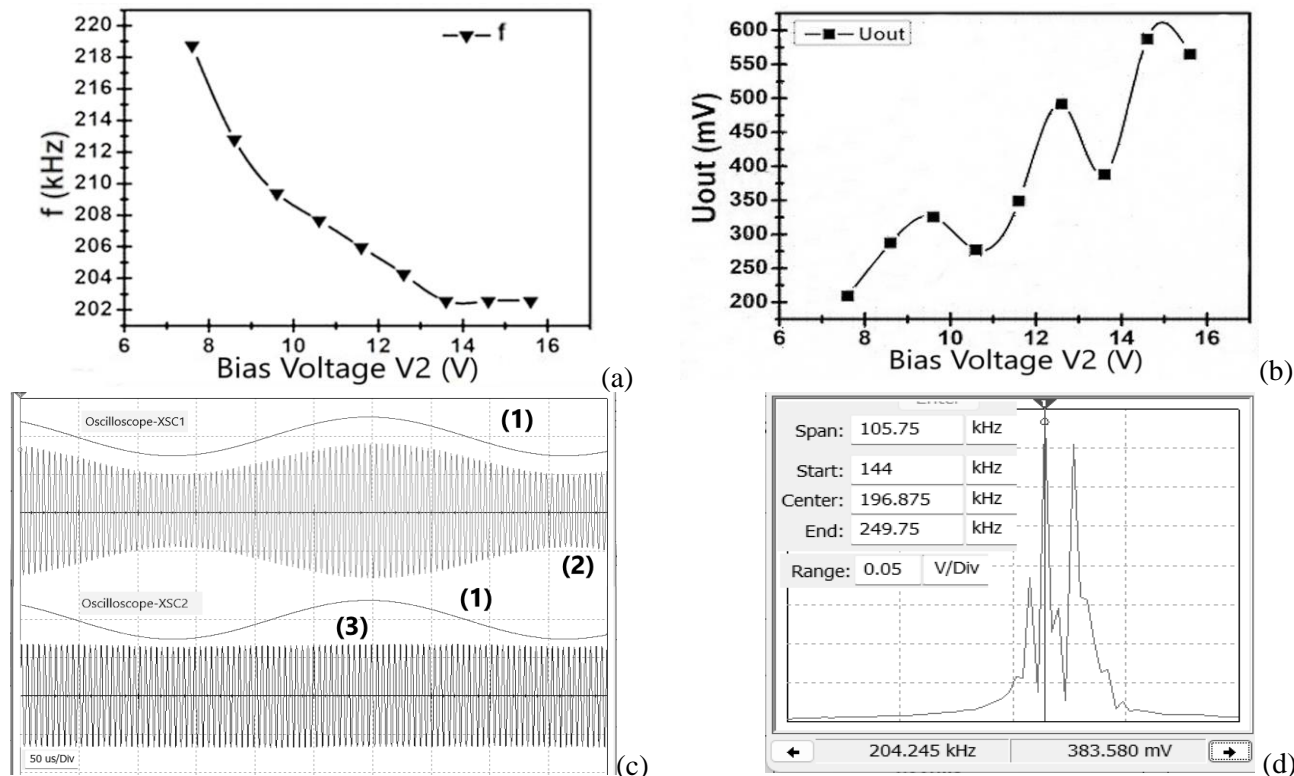 220
218
216
214
212
210
208
206
204
202
f (kHz)
f
6 8 10 12 14 16
Bias Voltage V2 (V)
(a)
600
550
500
450
400
350
300
250
200
Uout (mV)
Uout
6 8 10 12 14 16
Bias Voltage V2 (V)
(b)
Oscilloscope-XSC1
(1)
(2)
Oscilloscope-XSC2
(1)
(3)
50 us/Div
(c)
1
Span: 105.75 kHz
Start: 144 kHz
Center: 196.875 kHz
End: 249.75 kHz
Range: 0.05 V/Div
204.245 kHz 383.580 mV
(d)